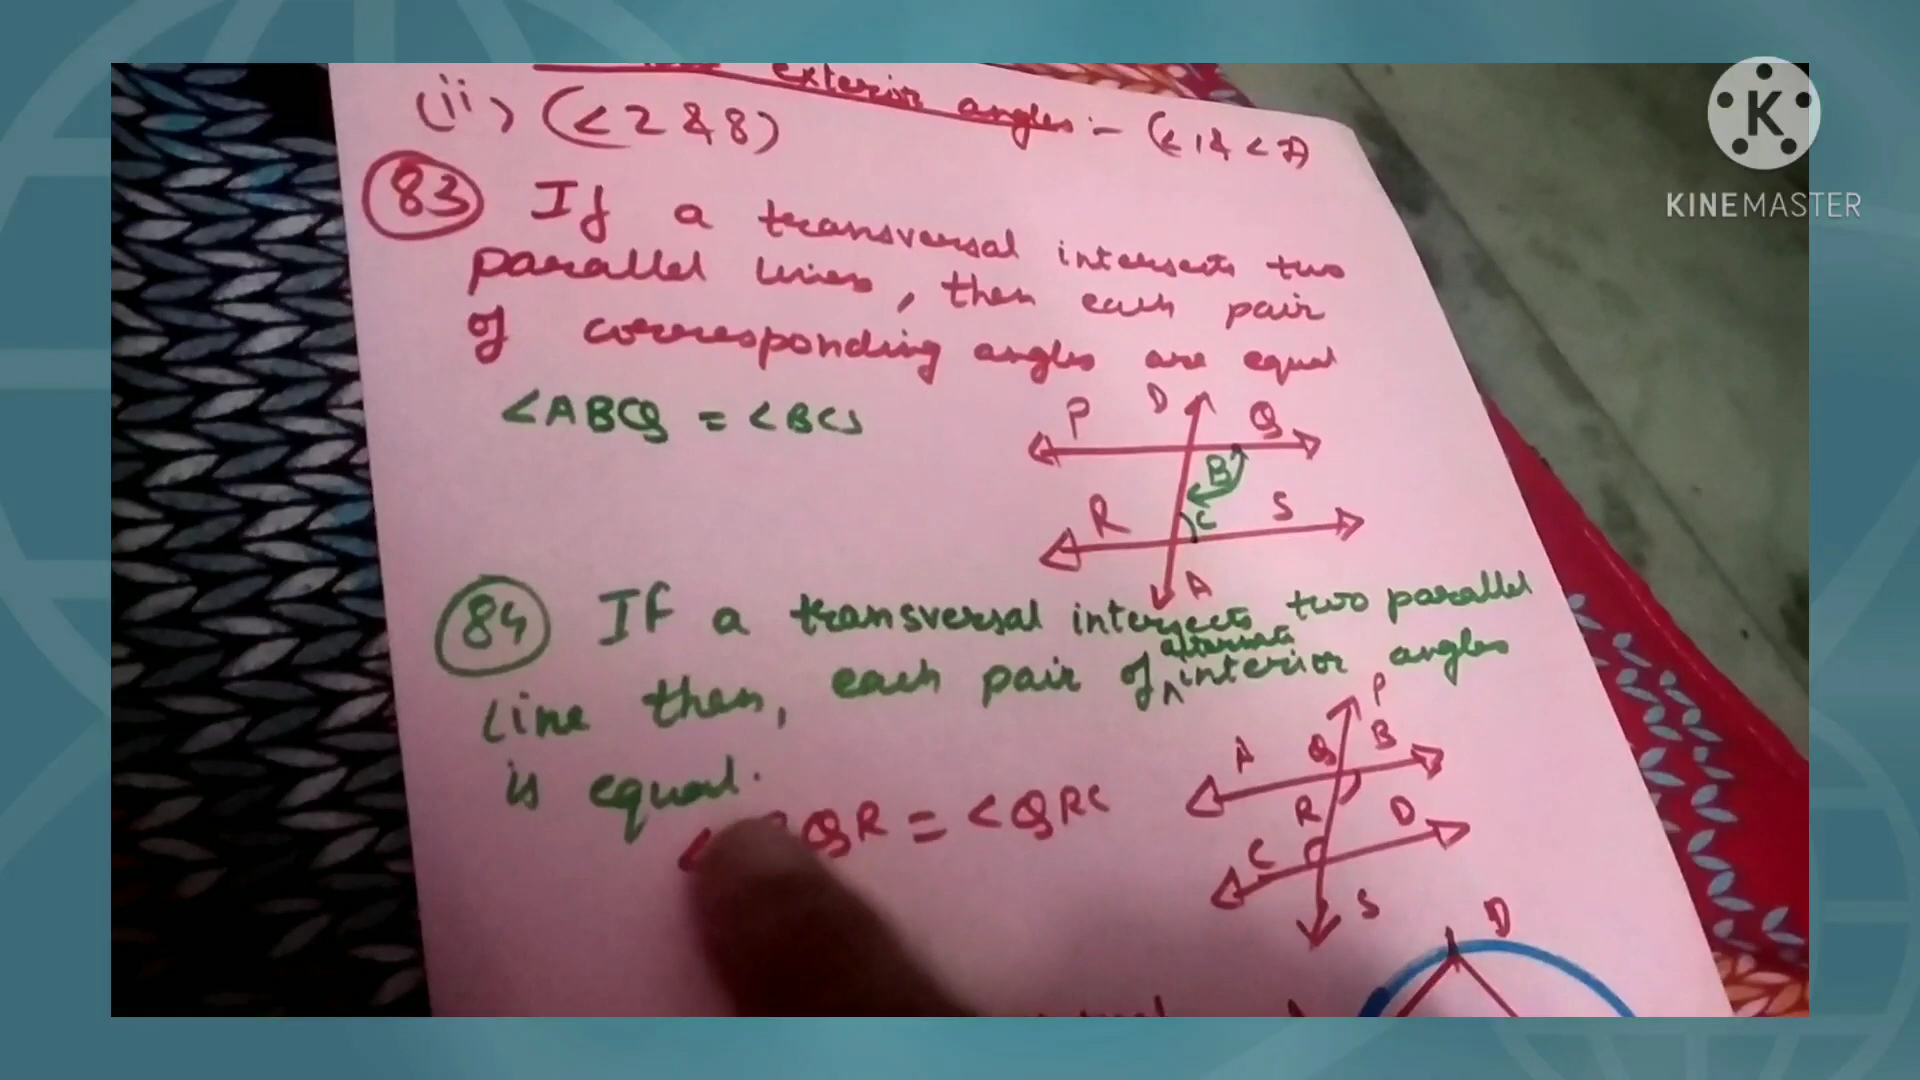 exterior angles :- (∠1& ∠7)
(ii) (∠2 & 8)
83 If a transversal intersects two
parallel lines, then each pair
of corresponding angles are equal
∠ABQ = ∠BCS
P D Q
B
R C S
A
84 If a transversal intersects two parallel
alternate
line then, each pair of ^ interior angles
is equal.
QR = ∠QRC
P
A Q B
R D
C
S
D
K
KINEMASTER